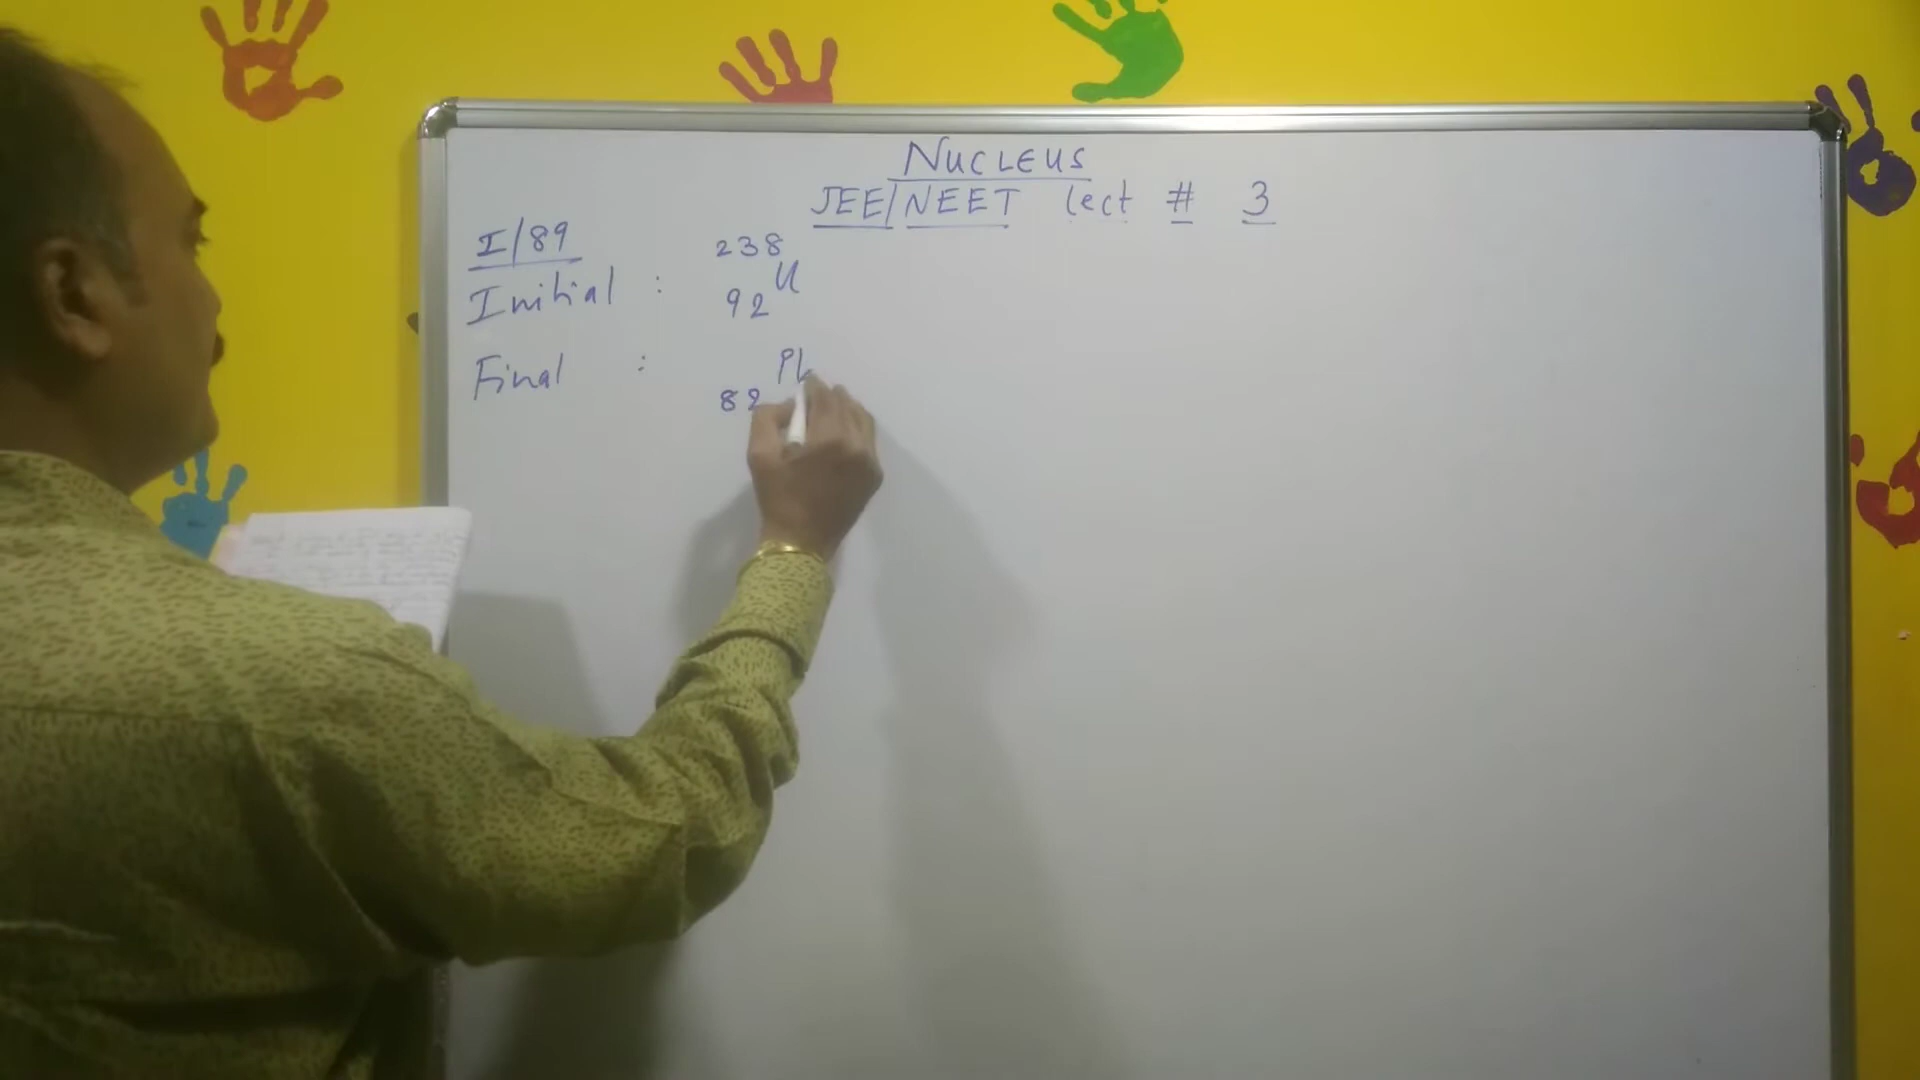 NUCLEUS
JEE/NEET Lect # 3
I/89
Initial : 238 92 U
Final : 82 Pb